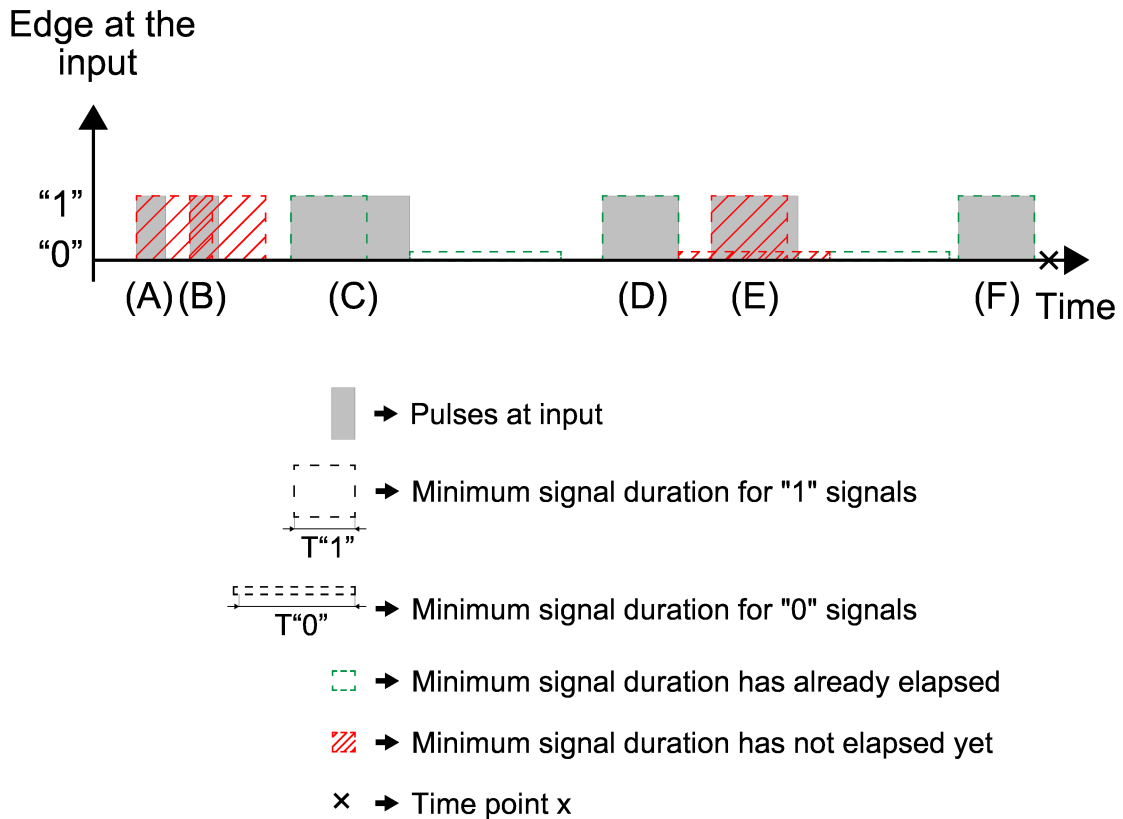 Edge at the
input
“1”
“0”
(A) (B) (C) (D) (E) (F)
Time
Pulses at input
Minimum signal duration for "1" signals
T“1”
Minimum signal duration for "0" signals
T“0”
Minimum signal duration has already elapsed
Minimum signal duration has not elapsed yet
Time point x